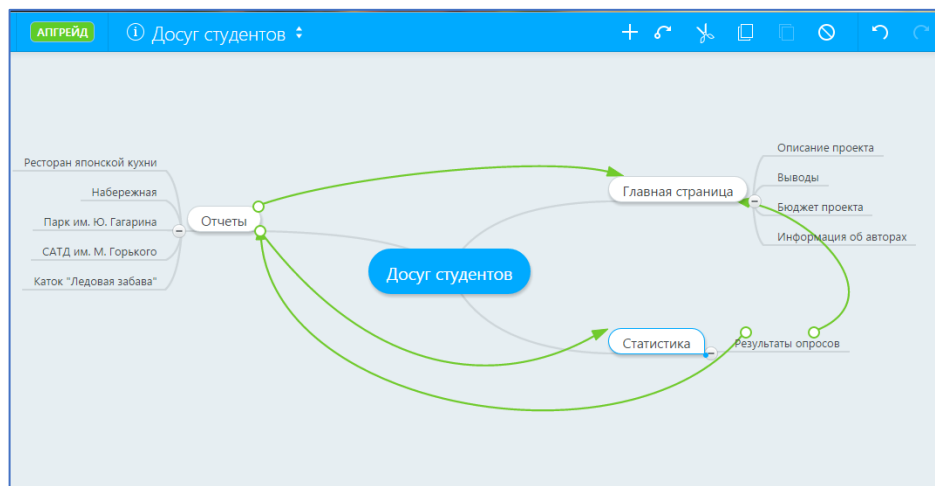 АПГРЕЙД
Досуг студентов
Ресторан японской кухни
Набережная
Парк им. Ю. Гагарина
САТД им. М. Горького
Каток "Ледовая забава"
Отчеты
Досуг студентов
Главная страница
Описание проекта
Выводы
Бюджет проекта
Информация об авторах
Статистика
Результаты опросов